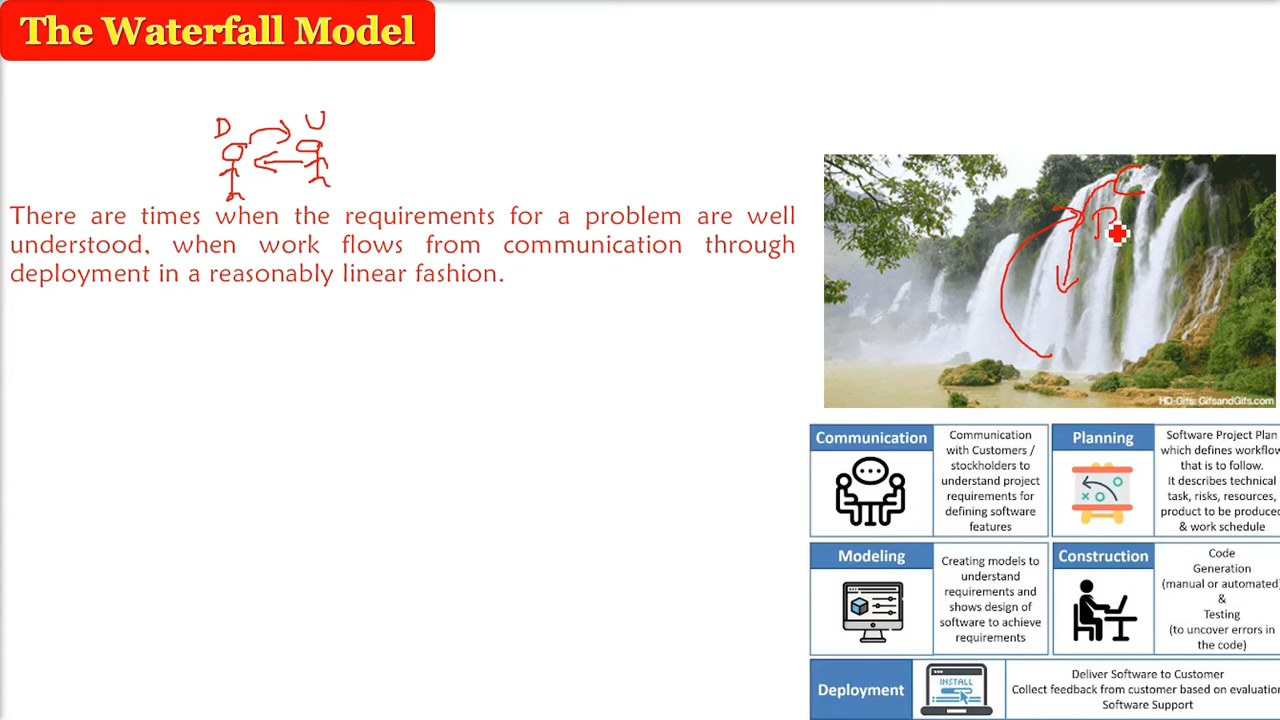 The Waterfall Model
D U
There are times when the requirements for a problem are well
understood, when work flows from communication through
deployment in a reasonably linear fashion.
HD-Gifs: GifsandGifs.com
Communication
Communication
with Customers /
stockholders to
understand project
requirements for
defining software
features
Planning
Software Project Plan
which defines workflow
that is to follow.
It describes technical
task, risks, resources,
product to be produced
& work schedule
Modeling
Creating models to
understand
requirements and
shows design of
software to achieve
requirements
Construction
Code
Generation
(manual or automated)
&
Testing
(to uncover errors in
the code)
Deployment
INSTALL
Deliver Software to Customer
Collect feedback from customer based on evaluation
Software Support